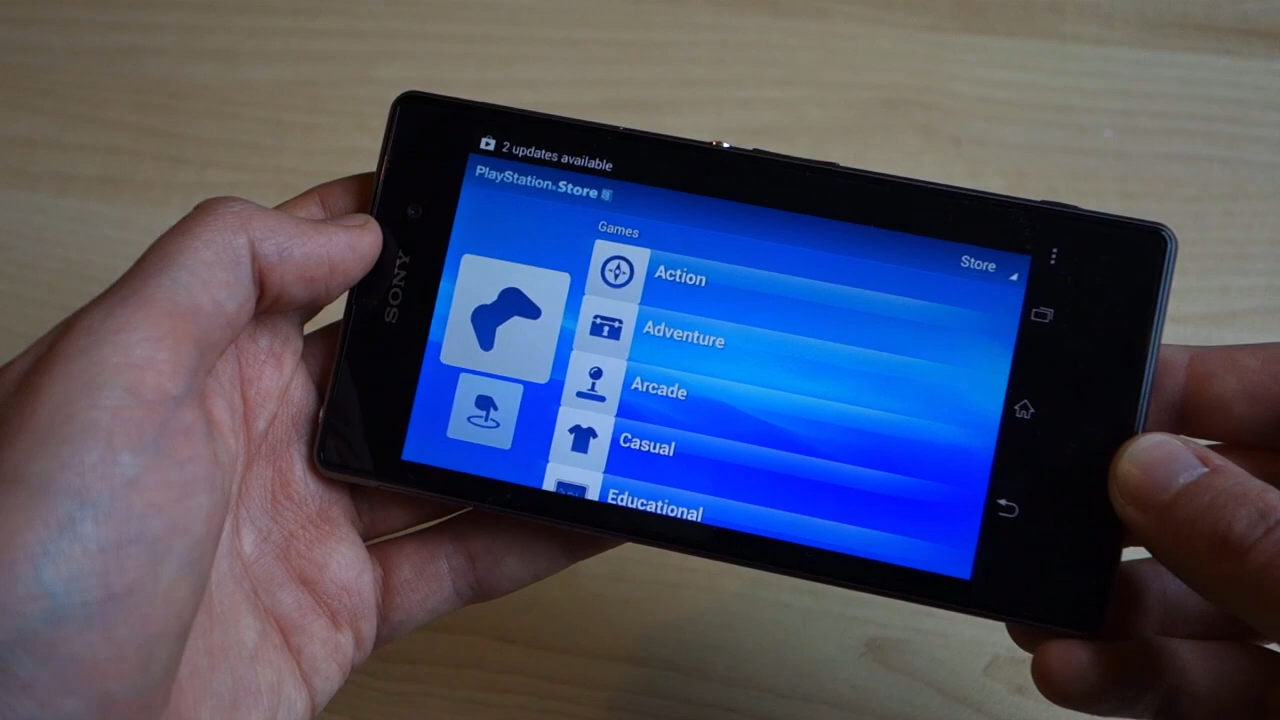 2 updates available
PlayStation®Store
Games
Store
Action
Adventure
Arcade
Casual
Educational
SONY